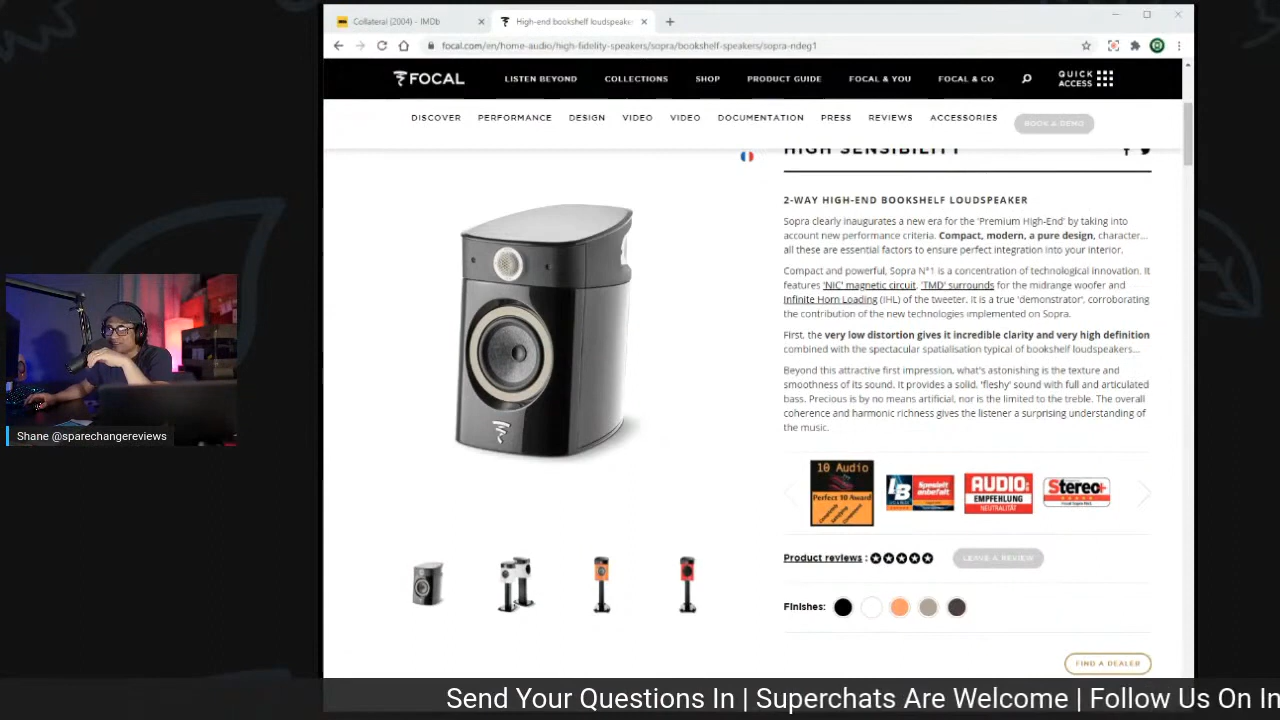 Collateral (2004) - IMDb
High-end bookshelf loudspeake
focal.com/en/home-audio/high-fidelity-speakers/sopra/bookshelf-speakers/sopra-ndeg1
FOCAL
LISTEN BEYOND
COLLECTIONS
SHOP
PRODUCT GUIDE
FOCAL & YOU
FOCAL & CO
QUICK
ACCESS
DISCOVER
PERFORMANCE
DESIGN
VIDEO
VIDEO
DOCUMENTATION
PRESS
REVIEWS
ACCESSORIES
BOOK A DEMO
HIGH SENSIBILITY
2-WAY HIGH-END BOOKSHELF LOUDSPEAKER
Sopra clearly inaugurates a new era for the 'Premium High-End' by taking into
account new performance criteria. Compact, modern, a pure design, character...
all these are essential factors to ensure perfect integration into your interior.
Compact and powerful, Sopra N°1 is a concentration of technological innovation. It
features 'NIC' magnetic circuit, 'TMD' surrounds for the midrange woofer and
Infinite Horn Loading (IHL) of the tweeter. It is a true 'demonstrator', corroborating
the contribution of the new technologies implemented on Sopra.
First, the very low distortion gives it incredible clarity and very high definition
combined with the spectacular spatialisation typical of bookshelf loudspeakers...
Beyond this attractive first impression, what's astonishing is the texture and
smoothness of its sound. It provides a solid, 'fleshy' sound with full and articulated
bass. Precious is by no means artificial, nor is the limited to the treble. The overall
coherence and harmonic richness gives the listener a surprising understanding of
the music.
10 Audio
Perfect 10 Award
AUDIO
EMPFEHLUNG
NEUTRALITÄT
Stereo
Product reviews :
LEAVE A REVIEW
Finishes:
FIND A DEALER
Shane @sparechangereviews
Send Your Questions In | Superchats Are Welcome | Follow Us On In